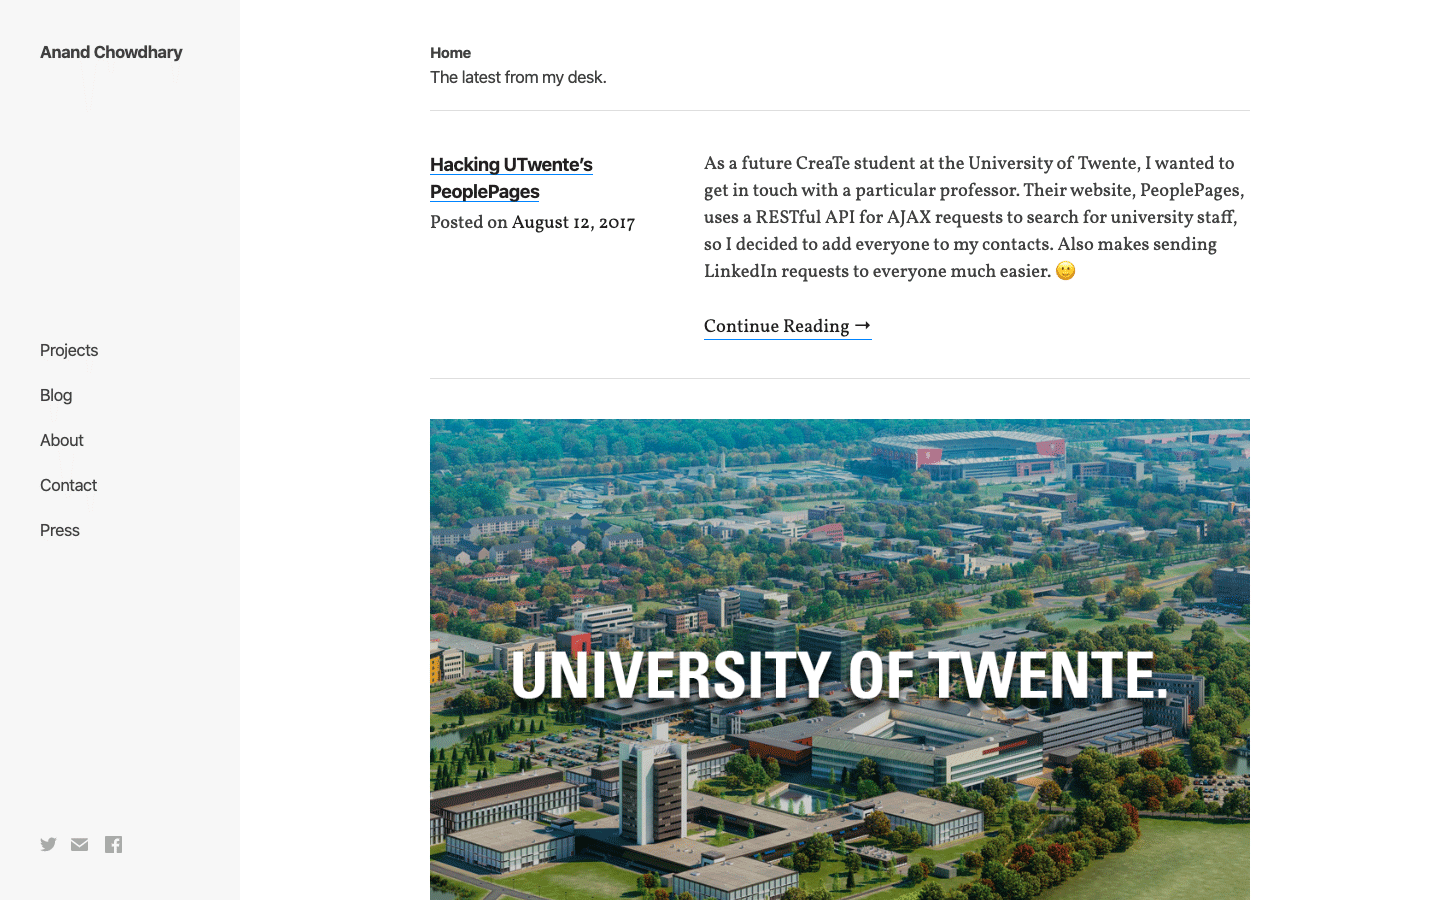 Anand Chowdhary
Projects
Blog
About
Contact
Press
Home
The latest from my desk.
Hacking UTwente’s
PeoplePages
Posted on August 12, 2017
As a future CreaTe student at the University of Twente, I wanted to
get in touch with a particular professor. Their website, PeoplePages,
uses a RESTful API for AJAX requests to search for university staff,
so I decided to add everyone to my contacts. Also makes sending
LinkedIn requests to everyone much easier. 🙂
Continue Reading →
UNIVERSITY OF TWENTE.